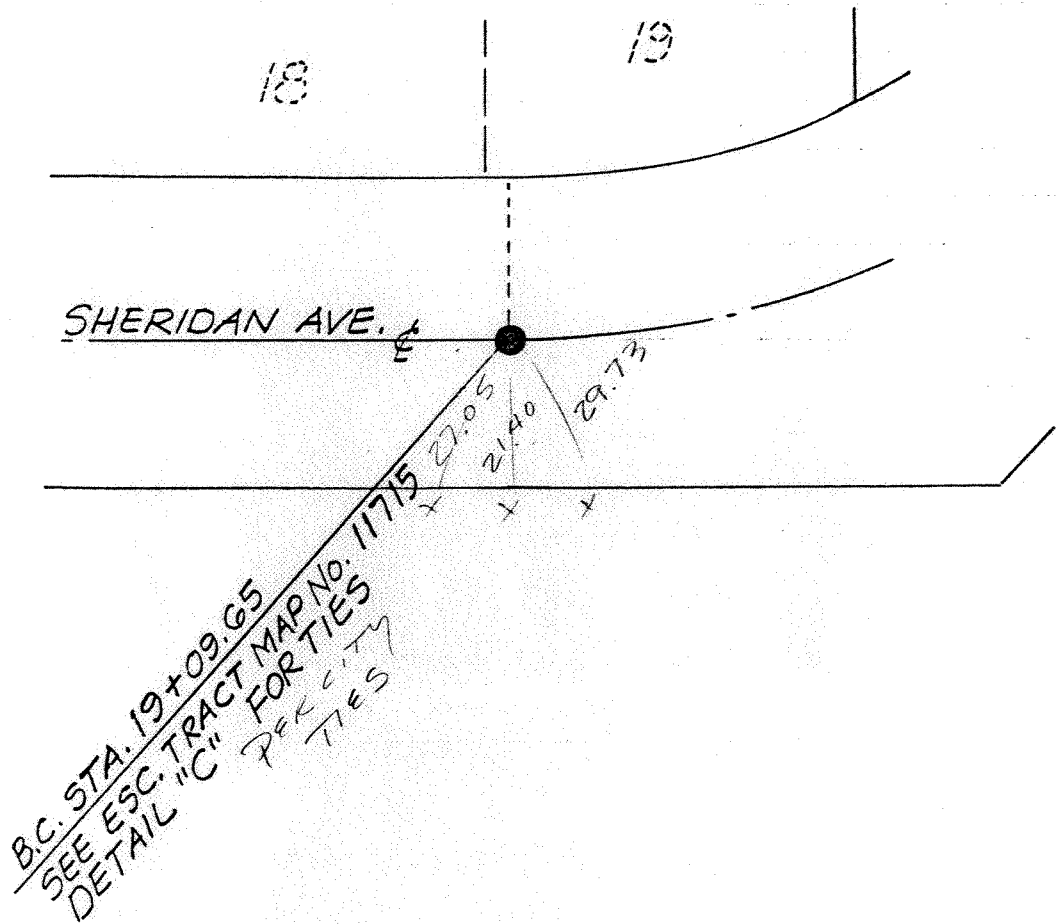 18
19
SHERIDAN AVE. ℄
27.05
21.40
29.73
x x x
B.C. STA. 19+09.65
SEE ESC. TRACT MAP No. 11715
DETAIL "C" FOR TIES
PER CITY
TIES